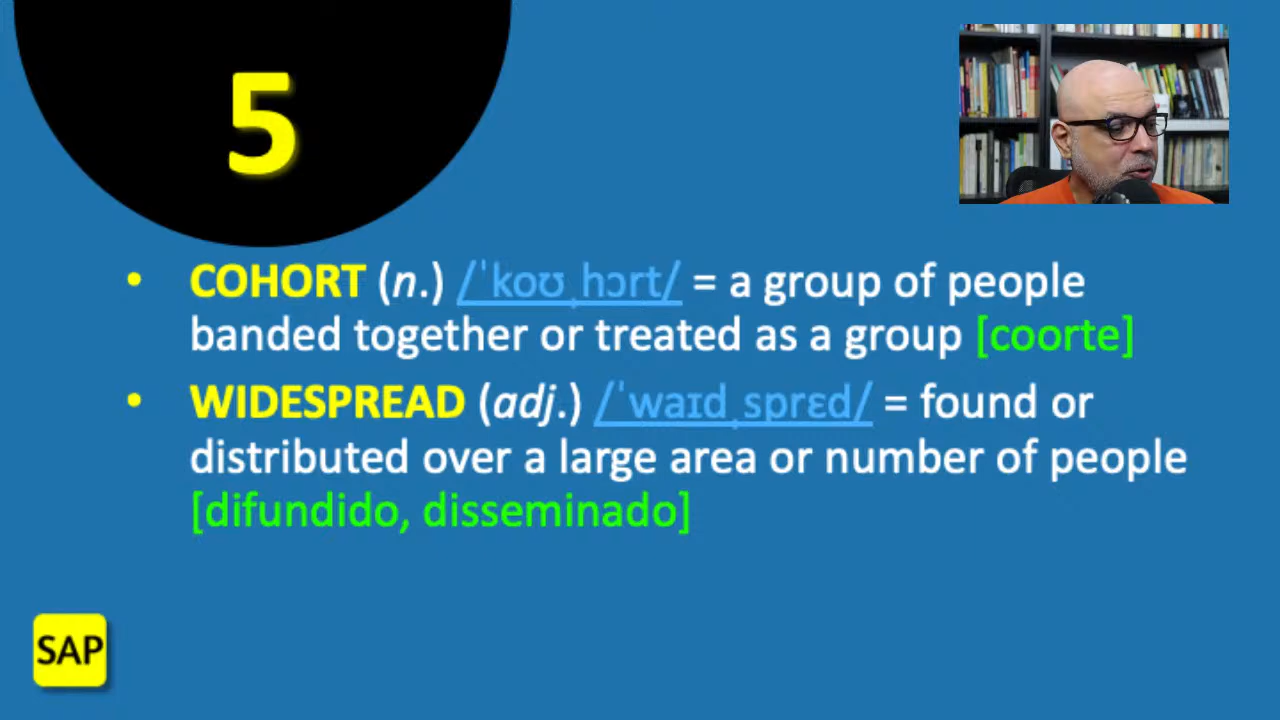 5
• COHORT (n.) /ˈkoʊˌhɔrt/ = a group of people
banded together or treated as a group [coorte]
• WIDESPREAD (adj.) /ˈwaɪdˌsprɛd/ = found or
distributed over a large area or number of people
[difundido, disseminado]
SAP